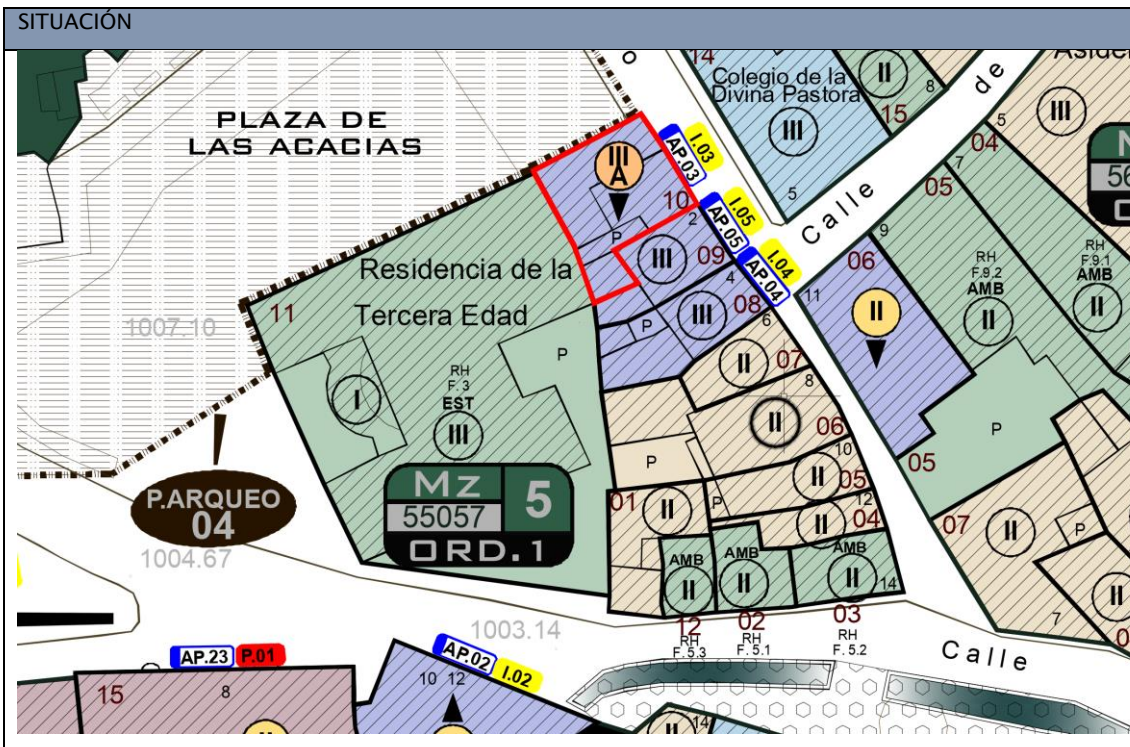 SITUACIÓN
PLAZA DE
LAS ACACIAS
14
Colegio de la
Divina Pastora
III
5
II
8
15
de
III
5
04
7
05
56
III
A
10
P
AP.03
I.03
2
AP.05
I.05
09
III
4
AP.04
I.04
08
III
P
6
Calle
9
06
11
II
05
RH
F.9.2
AMB
II
RH
F.9.1
AMB
II
P
11
1007.10
Residencia de la
Tercera Edad
P
I
RH
F. 3
EST
III
II
07
8
II
06
10
II
05
12
II
04
P
P
01
II
AMB
II
AMB
II
AMB
II
14
12
RH
F. 5.3
02
RH
F. 5.1
03
RH
F. 5.2
07
II
P
II
7
Mz
5
55057
ORD.1
P.ARQUEO
04
1004.67
1003.14
Calle
AP.23
P.01
AP.02
I.02
15
8
10
12
II
14